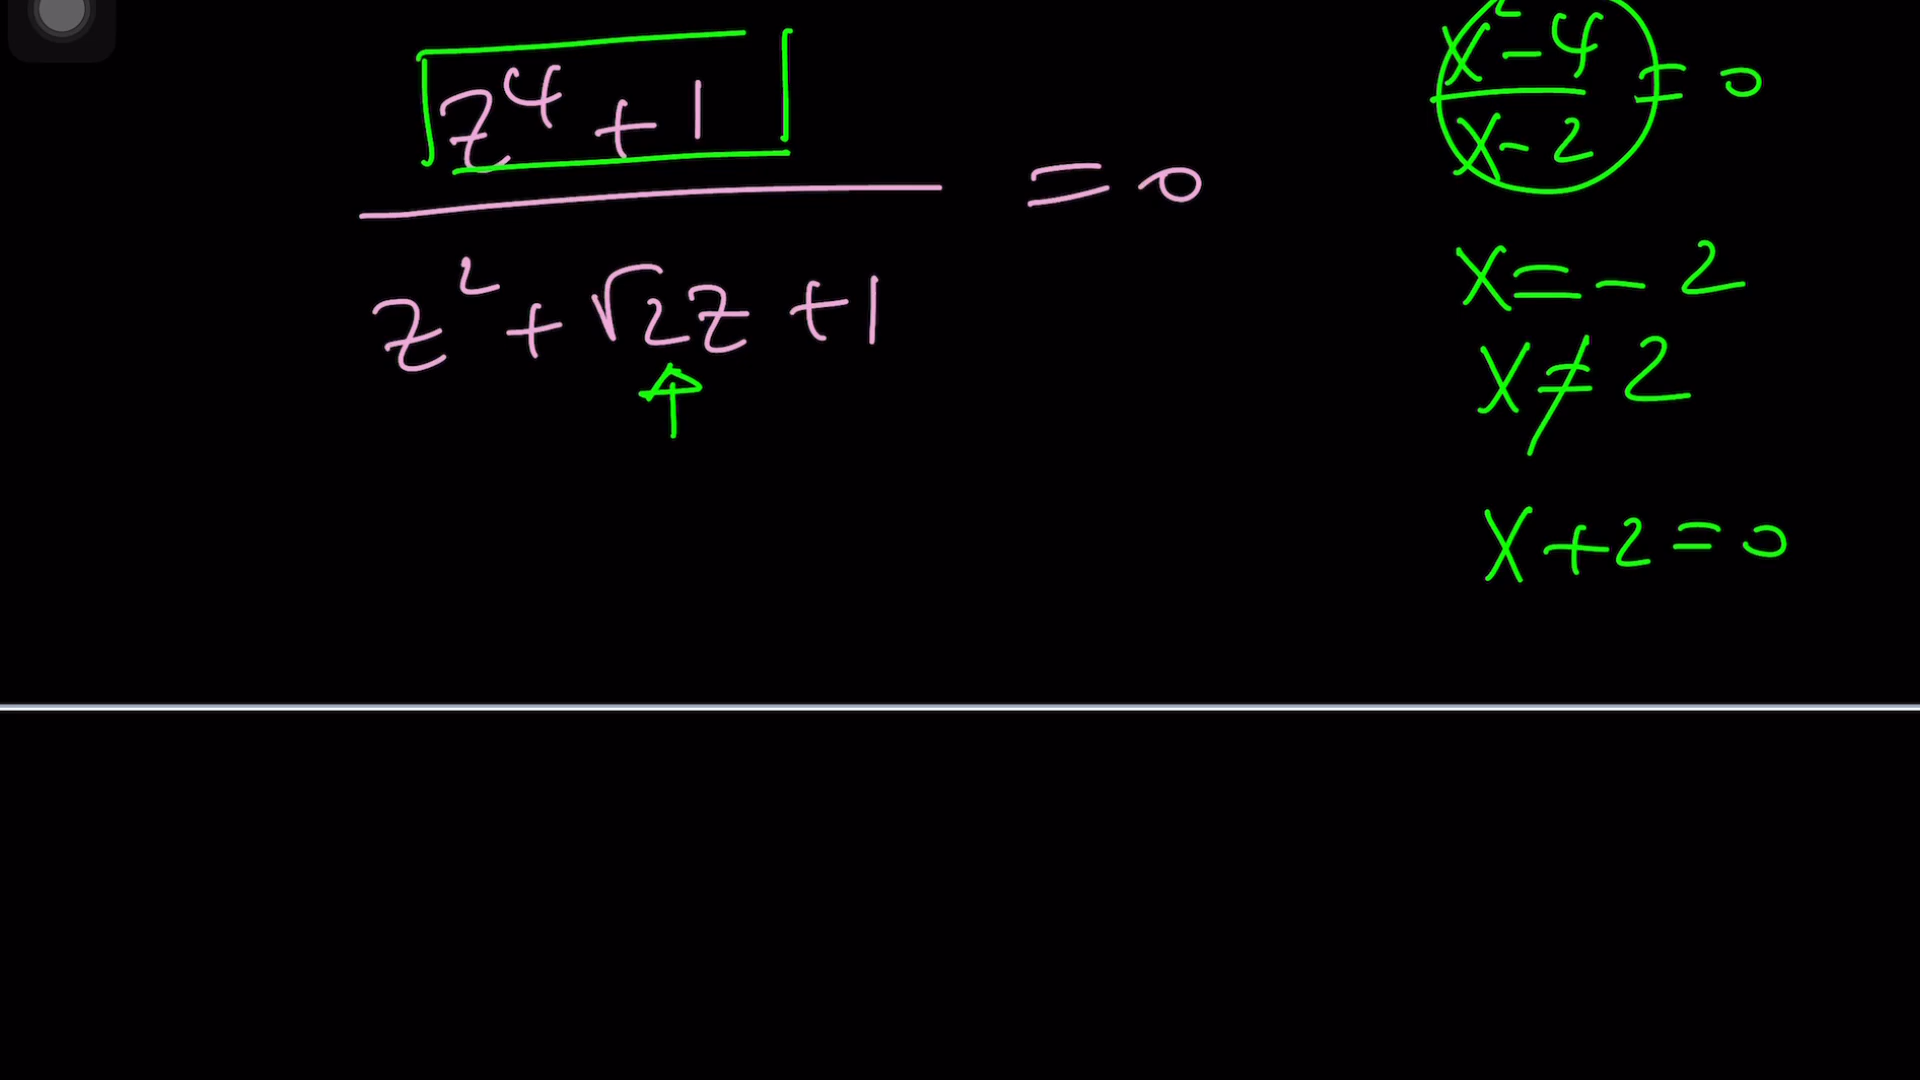 z⁴ + 1
z² + √2z + 1
= 0
x² - 4
x - 2
= 0
x = - 2
x ≠ 2
x + 2 = 0